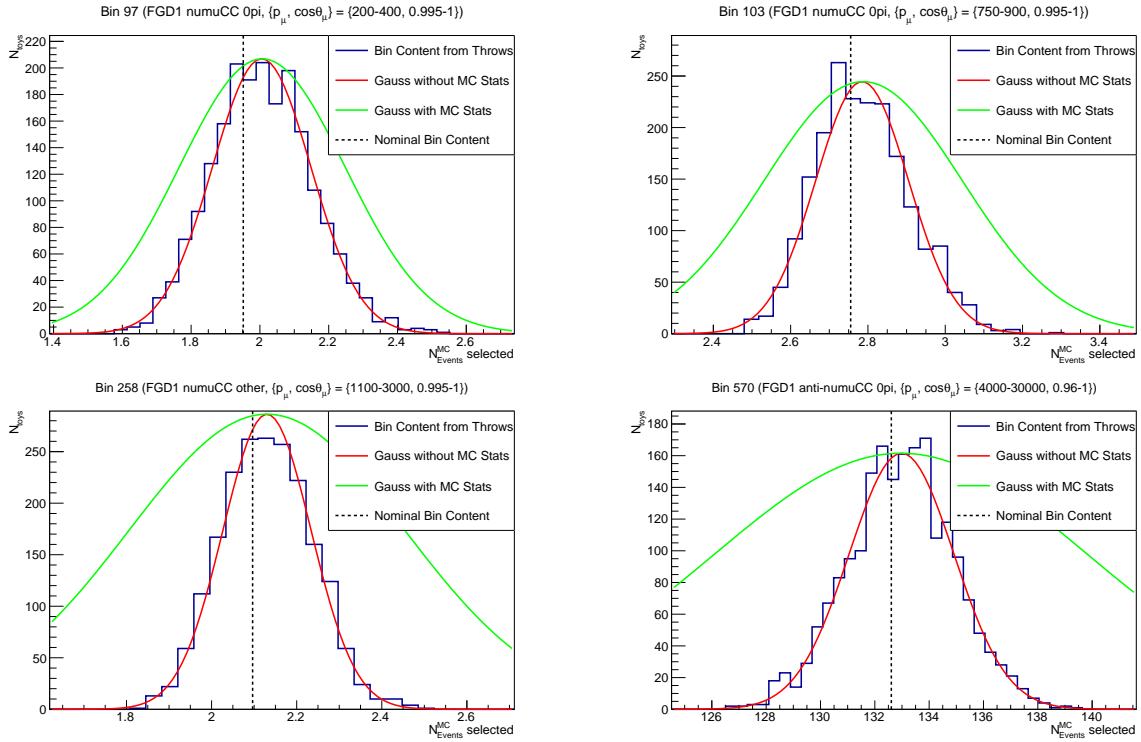 Bin 97 (FGD1 numuCC 0pi, {p_μ, cosθ_μ} = {200-400, 0.995-1})
N_toys
220
200
180
160
140
120
100
80
60
40
20
0
1.4 1.6 1.8 2 2.2 2.4 2.6
N^MC_Events selected
Bin Content from Throws
Gauss without MC Stats
Gauss with MC Stats
Nominal Bin Content
Bin 103 (FGD1 numuCC 0pi, {p_μ, cosθ_μ} = {750-900, 0.995-1})
N_toys
250
200
150
100
50
0
2.4 2.6 2.8 3 3.2 3.4
N^MC_Events selected
Bin Content from Throws
Gauss without MC Stats
Gauss with MC Stats
Nominal Bin Content
Bin 258 (FGD1 numuCC other, {p_μ, cosθ_μ} = {1100-3000, 0.995-1})
N_toys
250
200
150
100
50
0
1.8 2 2.2 2.4 2.6
N^MC_Events selected
Bin Content from Throws
Gauss without MC Stats
Gauss with MC Stats
Nominal Bin Content
Bin 570 (FGD1 anti-numuCC 0pi, {p_μ, cosθ_μ} = {4000-30000, 0.96-1})
N_toys
180
160
140
120
100
80
60
40
20
0
126 128 130 132 134 136 138 140
N^MC_Events selected
Bin Content from Throws
Gauss without MC Stats
Gauss with MC Stats
Nominal Bin Content